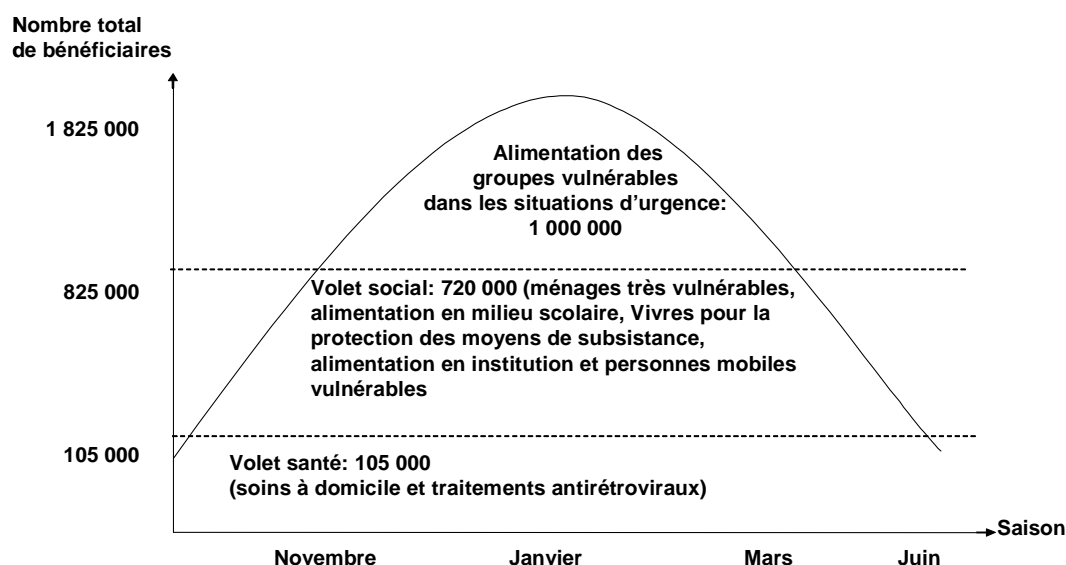 Nombre total
de bénéficiaires
1 825 000
Alimentation des
groupes vulnérables
dans les situations d'urgence:
1 000 000
825 000
Volet social: 720 000 (ménages très vulnérables,
alimentation en milieu scolaire, Vivres pour la
protection des moyens de subsistance,
alimentation en institution et personnes mobiles
vulnérables
105 000
Volet santé: 105 000
(soins à domicile et traitements antirétroviraux)
Saison
Novembre Janvier Mars Juin